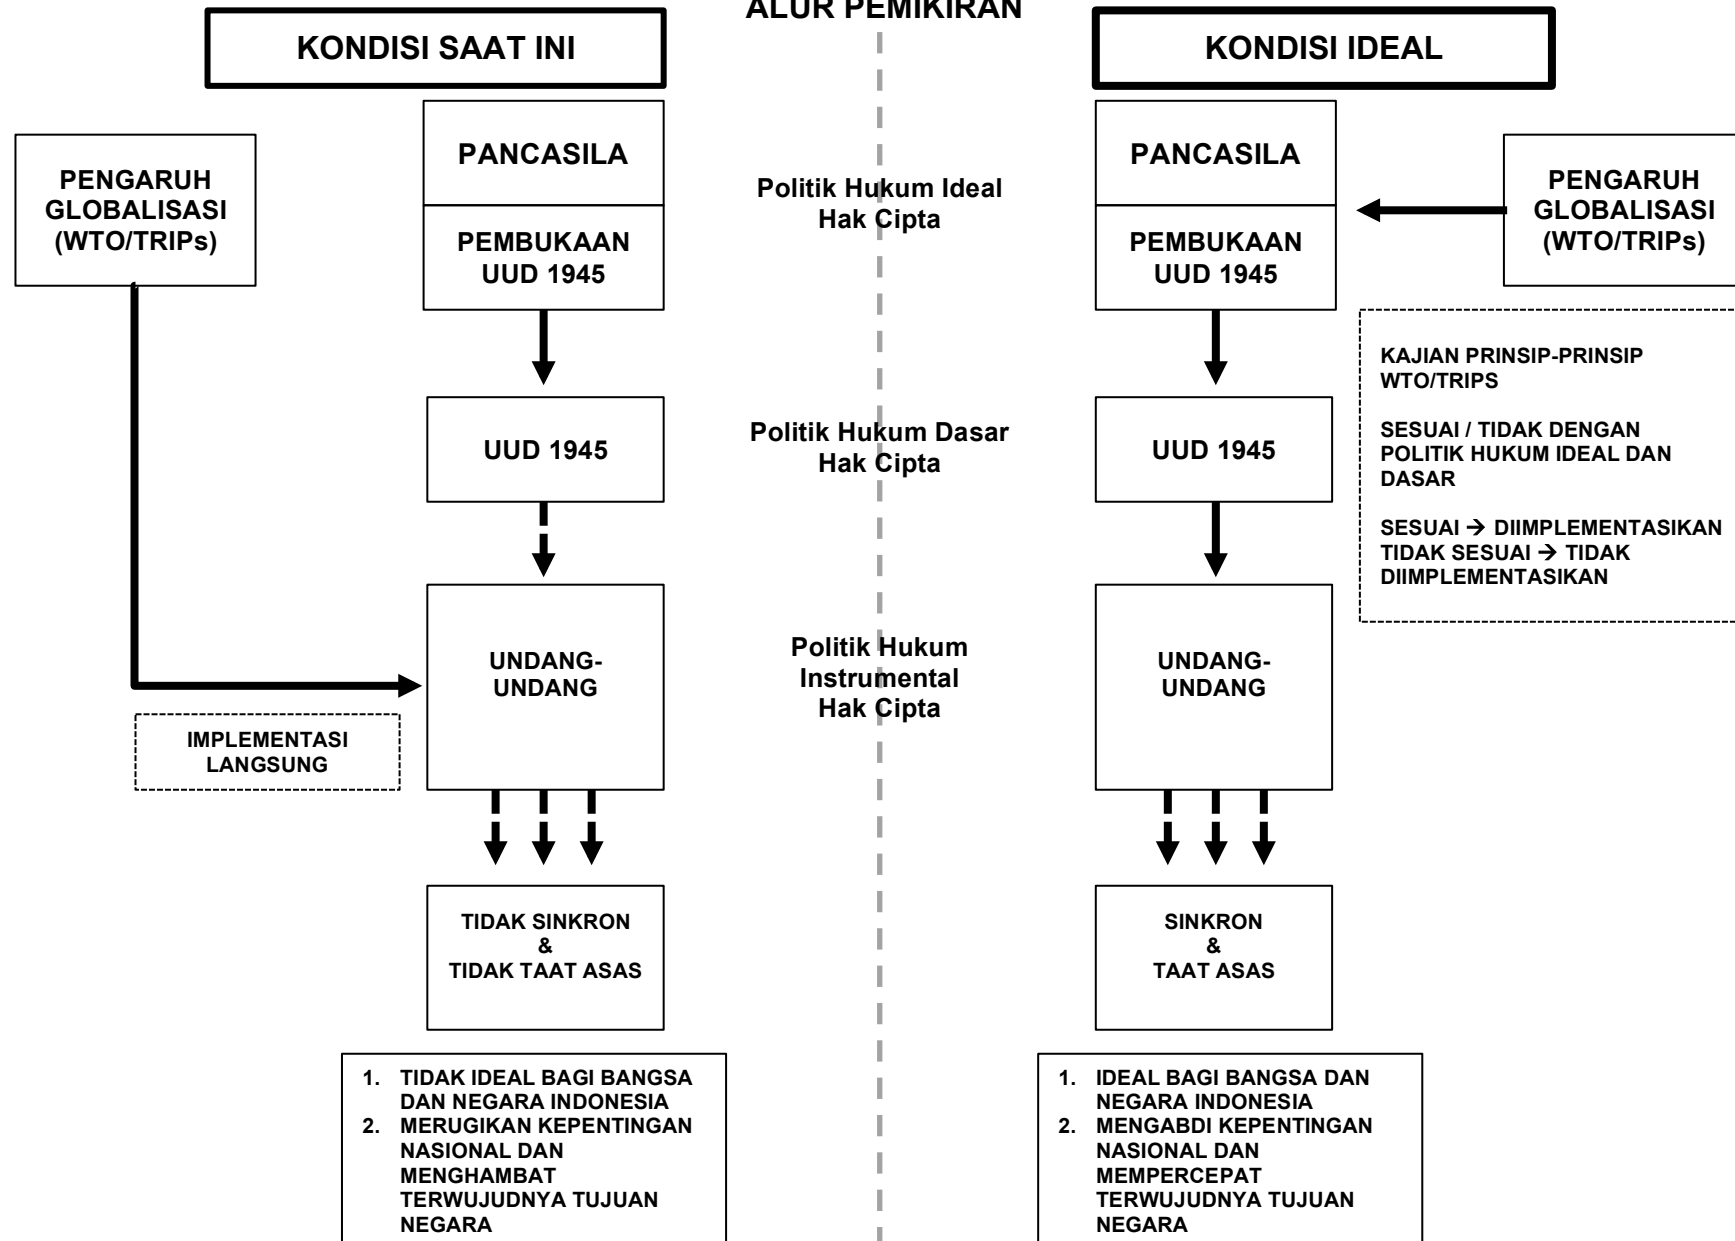 ALUR PEMIKIRAN
KONDISI SAAT INI
PENGARUH
GLOBALISASI
(WTO/TRIPs)
PANCASILA
PEMBUKAAN
UUD 1945
UUD 1945
UNDANG-
UNDANG
IMPLEMENTASI
LANGSUNG
TIDAK SINKRON
&
TIDAK TAAT ASAS
1. TIDAK IDEAL BAGI BANGSA
DAN NEGARA INDONESIA
2. MERUGIKAN KEPENTINGAN
NASIONAL DAN
MENGHAMBAT
TERWUJUDNYA TUJUAN
NEGARA
Politik Hukum Ideal
Hak Cipta
Politik Hukum Dasar
Hak Cipta
Politik Hukum
Instrumental
Hak Cipta
KONDISI IDEAL
PANCASILA
PEMBUKAAN
UUD 1945
PENGARUH
GLOBALISASI
(WTO/TRIPs)
KAJIAN PRINSIP-PRINSIP
WTO/TRIPS
SESUAI / TIDAK DENGAN
POLITIK HUKUM IDEAL DAN
DASAR
SESUAI → DIIMPLEMENTASIKAN
TIDAK SESUAI → TIDAK
DIIMPLEMENTASIKAN
UUD 1945
UNDANG-
UNDANG
SINKRON
&
TAAT ASAS
1. IDEAL BAGI BANGSA DAN
NEGARA INDONESIA
2. MENGABDI KEPENTINGAN
NASIONAL DAN
MEMPERCEPAT
TERWUJUDNYA TUJUAN
NEGARA